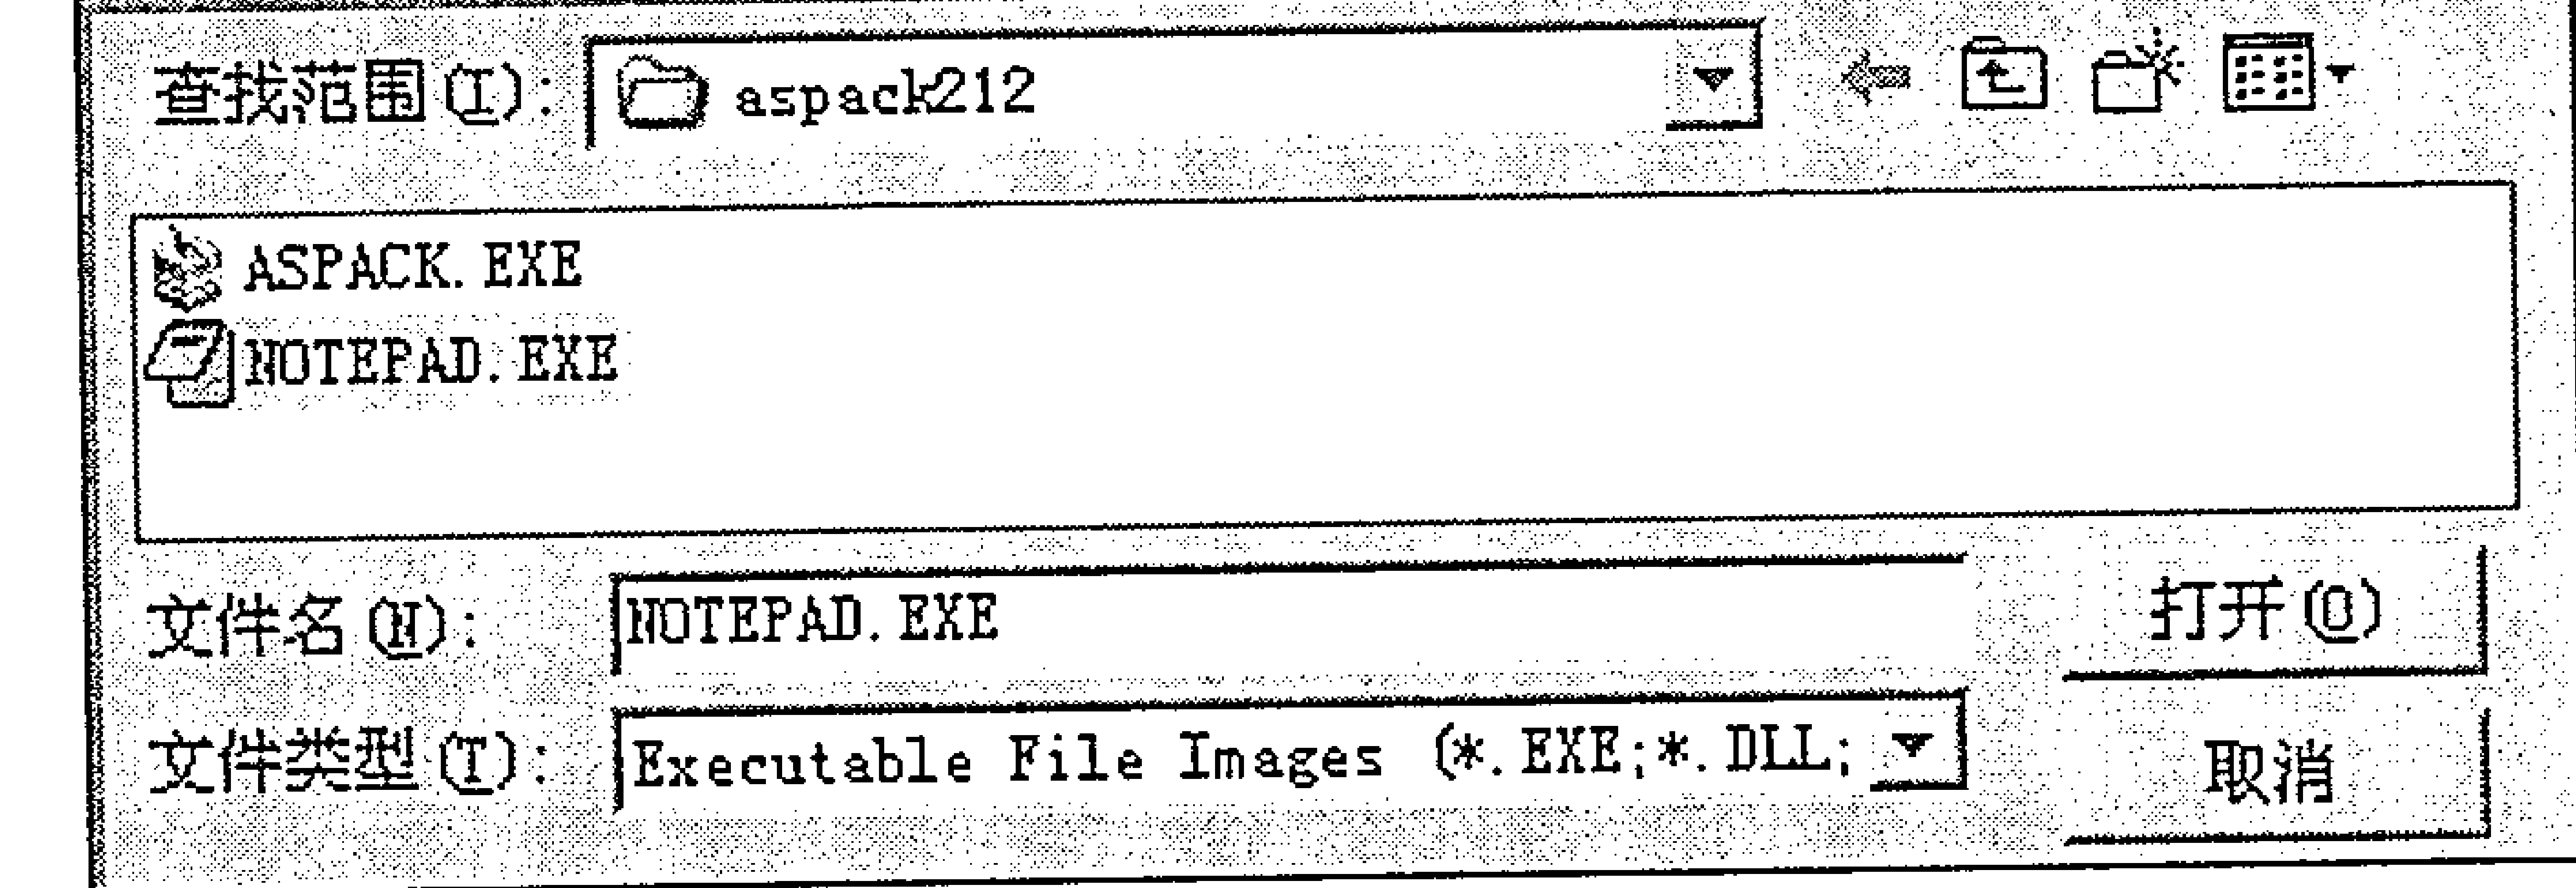 查找范围(I): aspack212
ASPACK.EXE
NOTEPAD.EXE
文件名(N): NOTEPAD.EXE 打开(O)
文件类型(T): Executable File Images (*.EXE;*.DLL; 取消